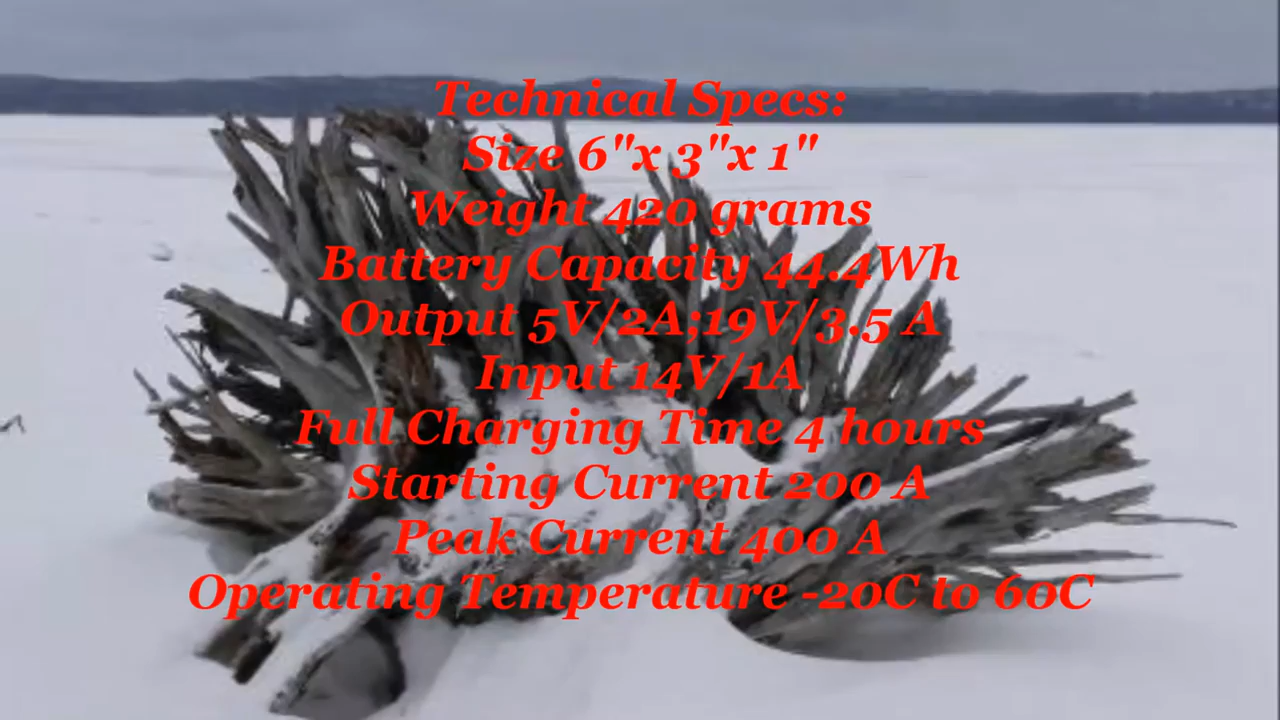 Technical Specs:
Size 6"x 3"x 1"
Weight 420 grams
Battery Capacity 44.4Wh
Output 5V/2A;19V/3.5 A
Input 14V/1A
Full Charging Time 4 hours
Starting Current 200 A
Peak Current 400 A
Operating Temperature -20C to 60C